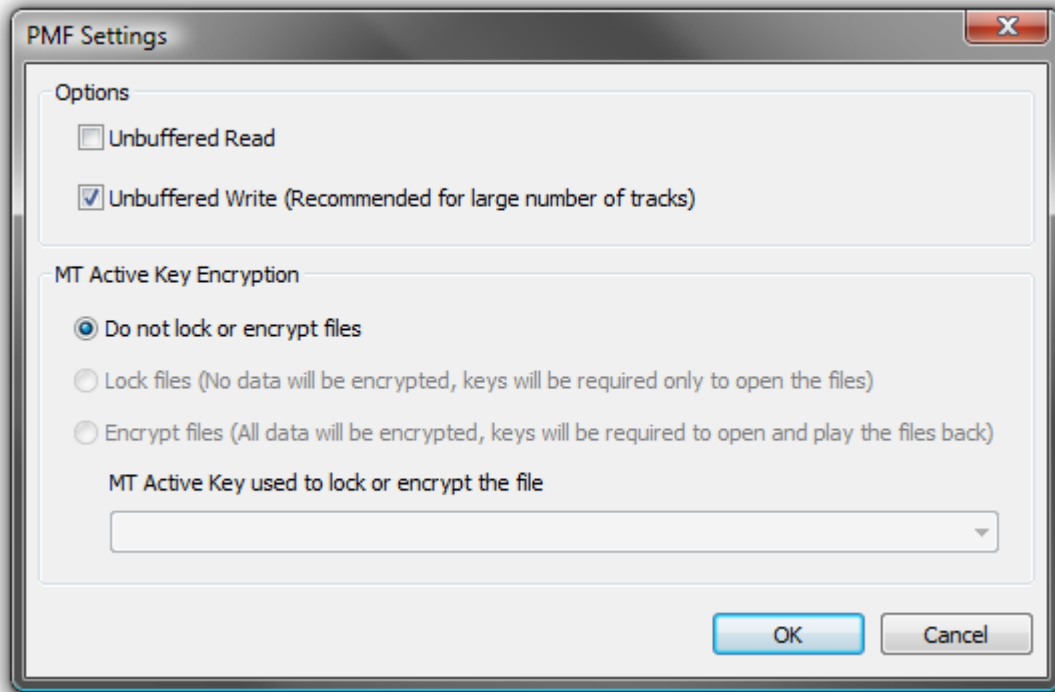 PMF Settings
Options
Unbuffered Read
Unbuffered Write (Recommended for large number of tracks)
MT Active Key Encryption
Do not lock or encrypt files
Lock files (No data will be encrypted, keys will be required only to open the files)
Encrypt files (All data will be encrypted, keys will be required to open and play the files back)
MT Active Key used to lock or encrypt the file
OK Cancel